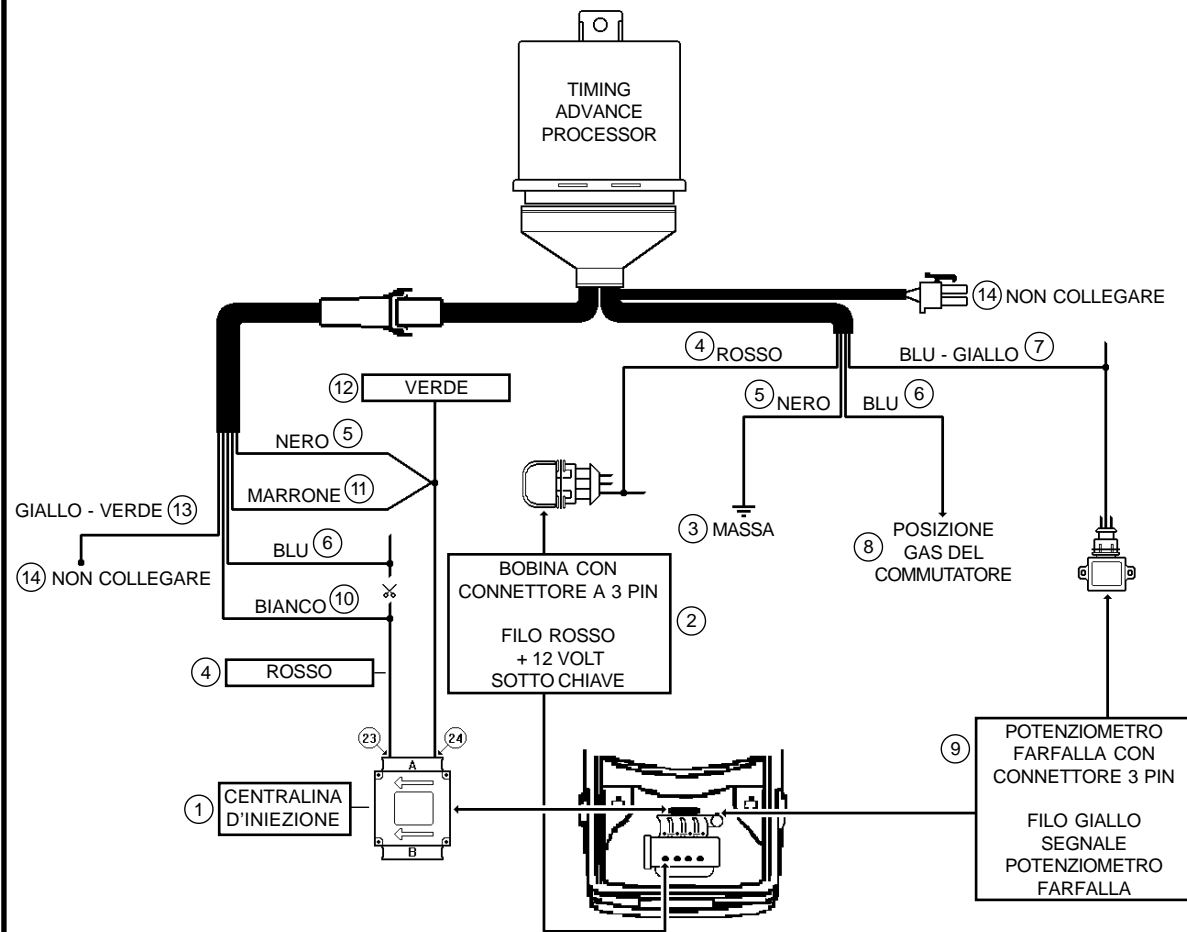 TIMING
ADVANCE
PROCESSOR
14 NON COLLEGARE
4 ROSSO
BLU - GIALLO 7
12 VERDE
5 NERO
BLU 6
NERO 5
MARRONE 11
GIALLO - VERDE 13
3 MASSA
8 POSIZIONE
GAS DEL
COMMUTATORE
BLU 6
14 NON COLLEGARE
BIANCO 10
BOBINA CON
CONNETTORE A 3 PIN
FILO ROSSO
+ 12 VOLT
SOTTO CHIAVE
2
4 ROSSO
23
24
A
B
1 CENTRALINA
D'INIEZIONE
9 POTENZIOMETRO
FARFALLA CON
CONNETTORE 3 PIN
FILO GIALLO
SEGNALE
POTENZIOMETRO
FARFALLA